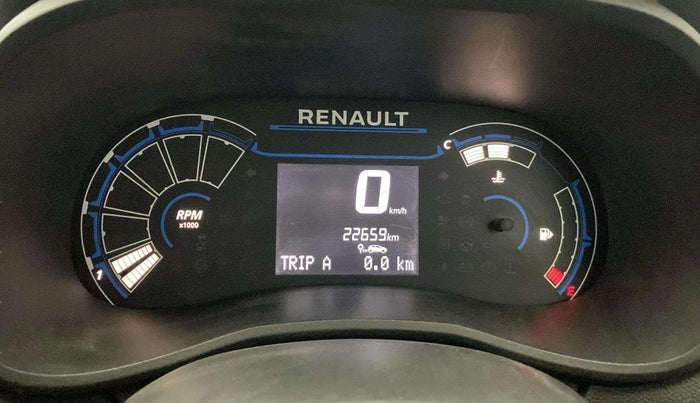 RENAULT
C
0 km/h
RPM
x1000
22659km
TRIP A 0.0 km
1
E